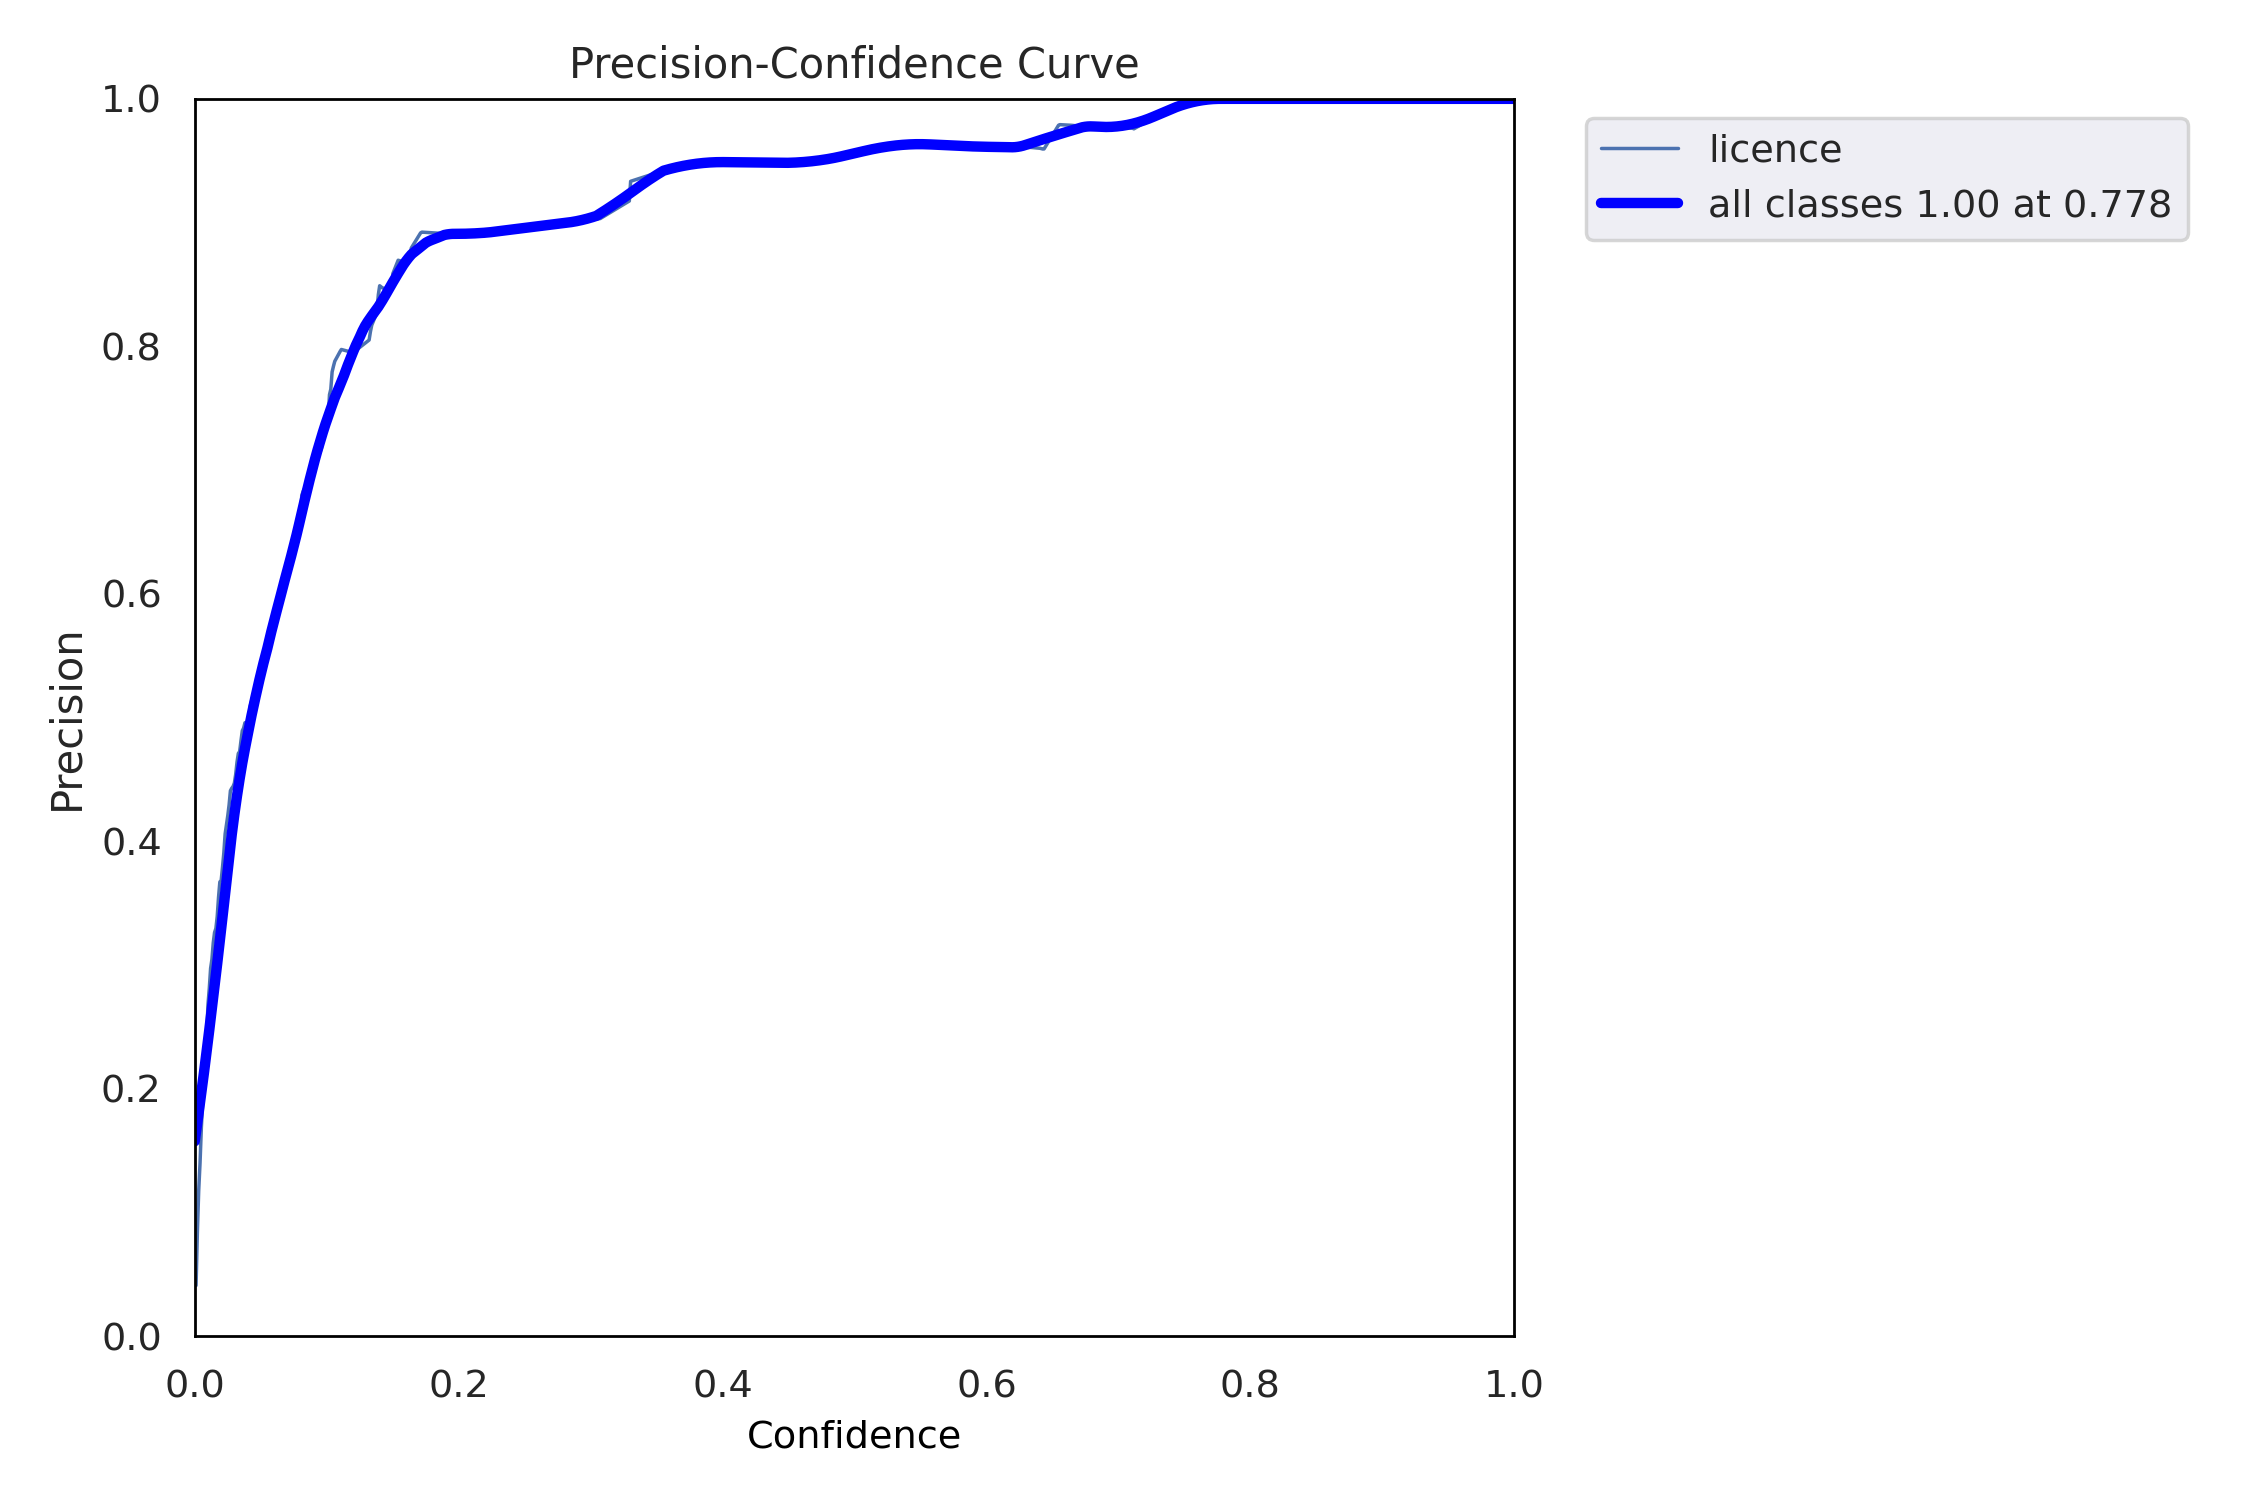 Precision-Confidence Curve
1.0
0.8
0.6
0.4
0.2
0.0
Precision
0.0 0.2 0.4 0.6 0.8 1.0
Confidence
licence
all classes 1.00 at 0.778